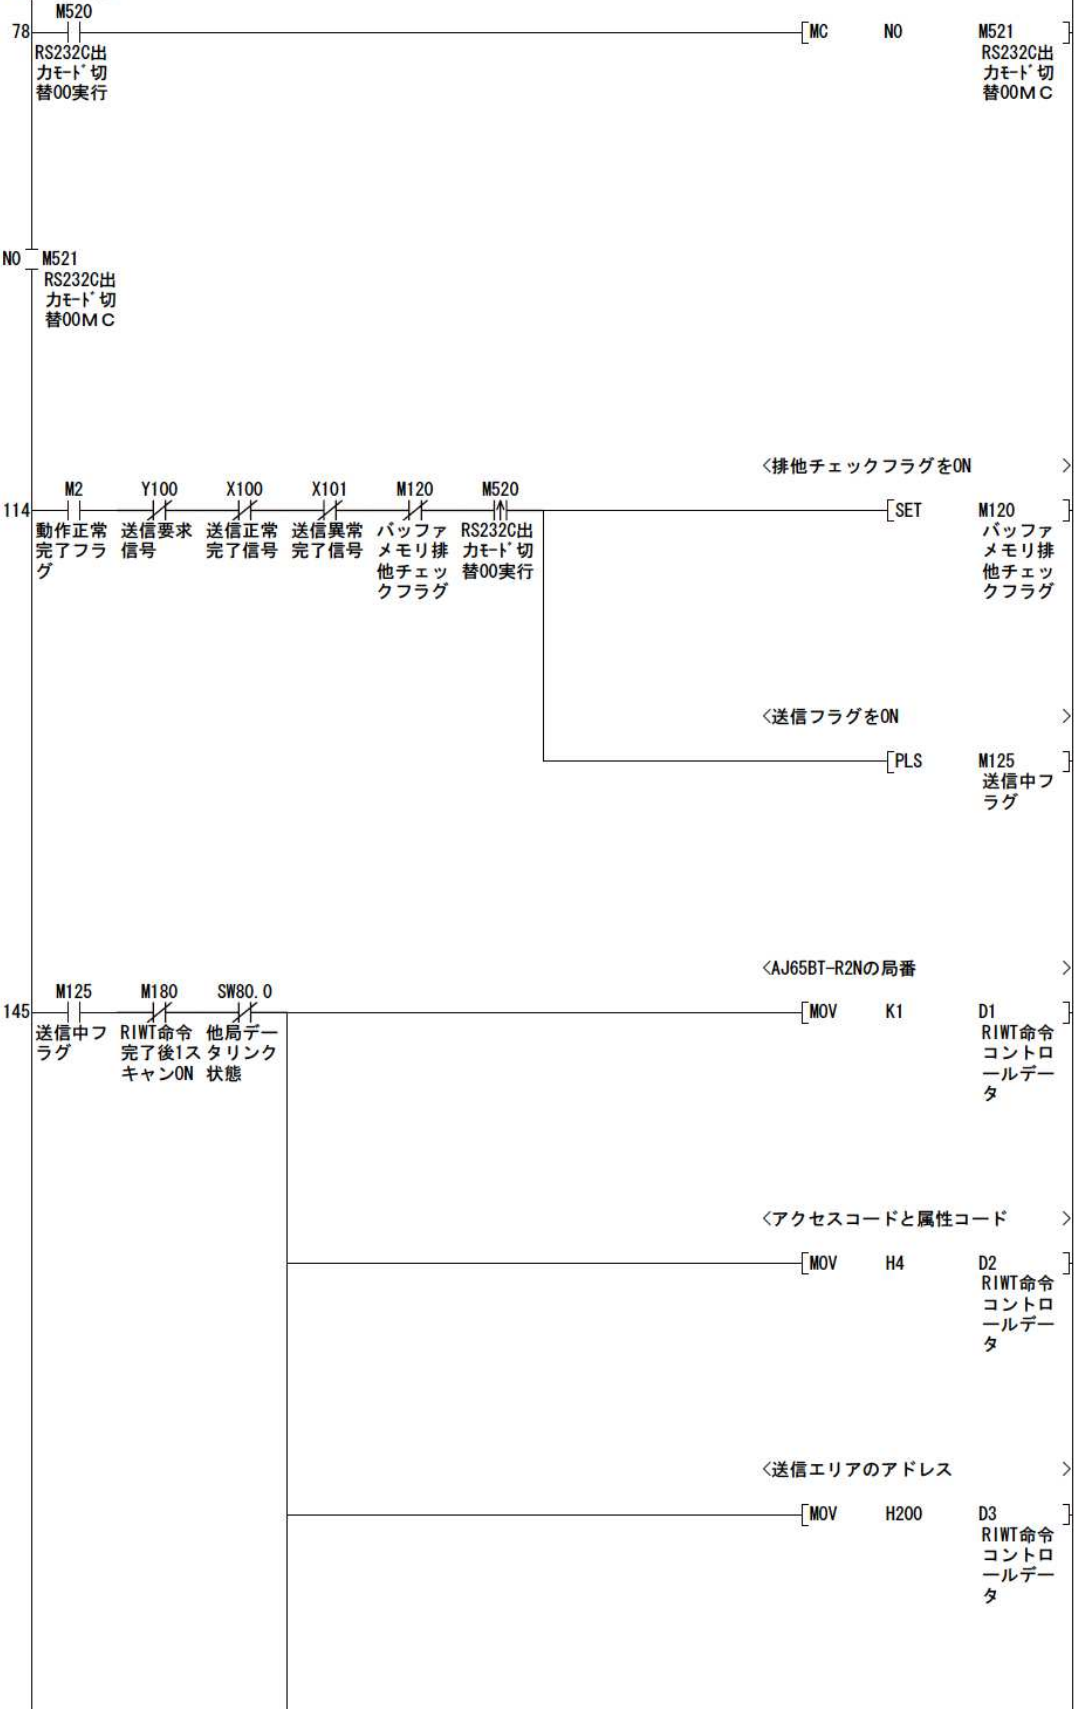 M520
78 MC N0 M521
RS232C出 RS232C出
力モード切 力モード切
替00実行 替00MC
N0 M521
RS232C出
力モード切
替00MC
<排他チェックフラグをON >
M2 Y100 X100 X101 M120 M520
114 SET M120
動作正常 送信要求 送信正常 送信異常 バッファ RS232C出 バッファ
完了フラ 信号 完了信号 完了信号 メモリ排 力モード切 メモリ排
グ 他チェッ 替00実行 他チェッ
クフラグ クフラグ
<送信フラグをON >
PLS M125
送信中フ
ラグ
<AJ65BT-R2Nの局番 >
M125 M180 SW80.0
145 MOV K1 D1
送信中フ RIWT命令 他局デー RIWT命令
ラグ 完了後1ス タリンク コントロ
キャンON 状態 ールデー
タ
<アクセスコードと属性コード >
MOV H4 D2
RIWT命令
コントロ
ールデー
タ
<送信エリアのアドレス >
MOV H200 D3
RIWT命令
コントロ
ールデー
タ